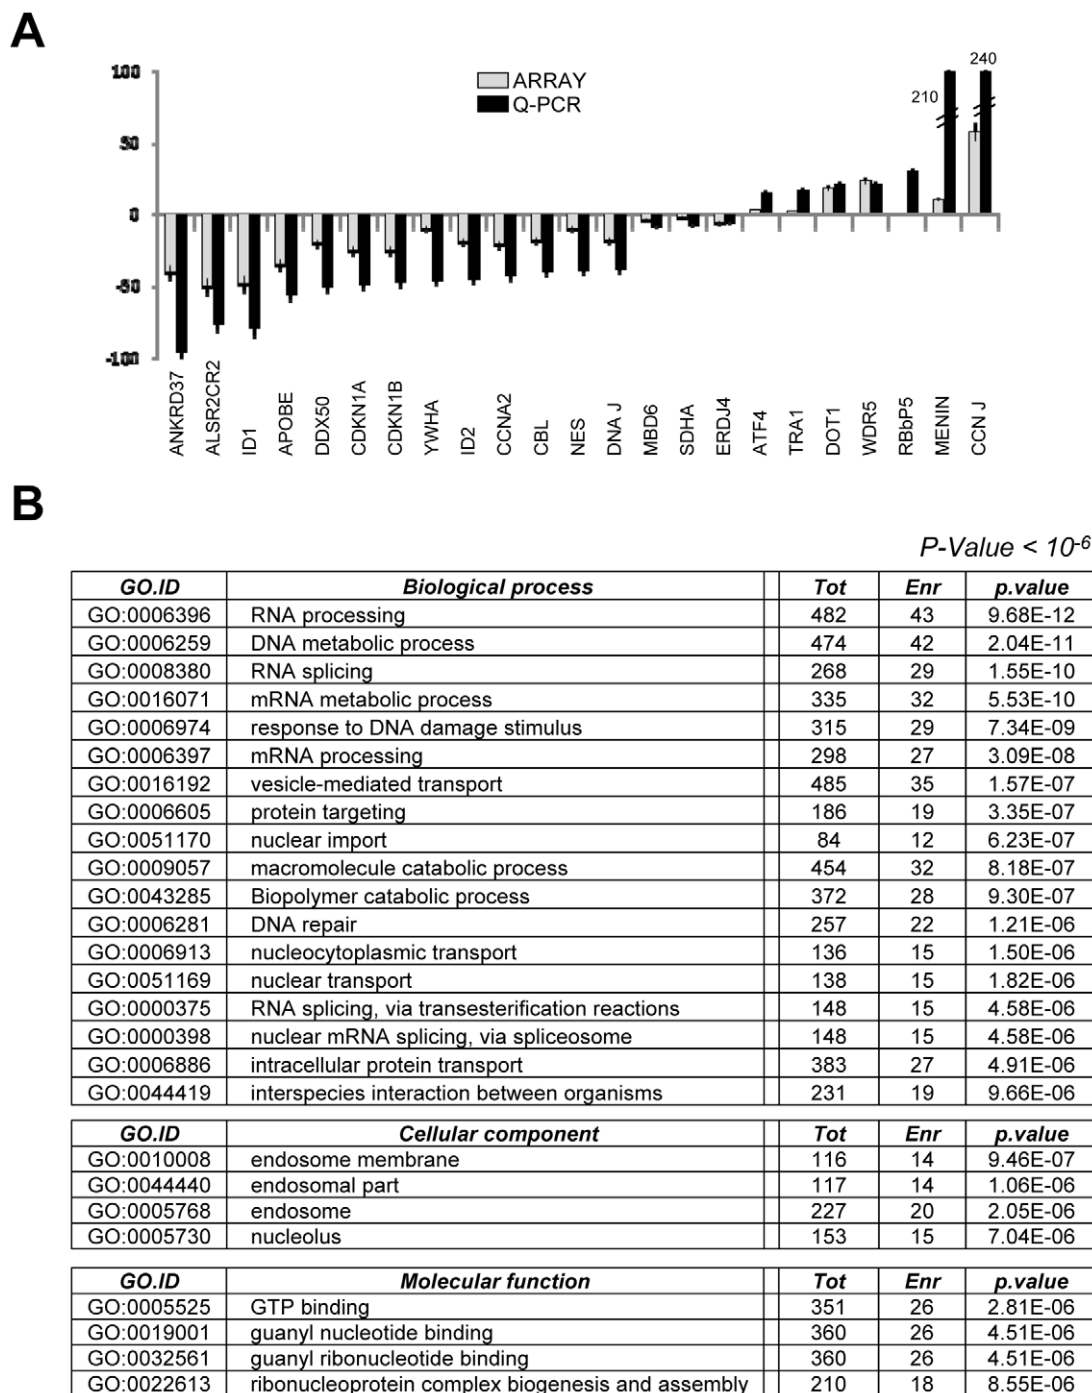 A
100
50
0
-50
-100
ARRAY
Q-PCR
210
240
ANKRD37
ALSR2CR2
ID1
APOBE
DDX50
CDKN1A
CDKN1B
YWHA
ID2
CCNA2
CBL
NES
DNA J
MBD6
SDHA
ERDJ4
ATF4
TRA1
DOT1
WDR5
RBbP5
MENIN
CCN J
B
P-Value < 10-6
GO.ID Biological process Tot Enr p.value
GO:0006396 RNA processing 482 43 9.68E-12
GO:0006259 DNA metabolic process 474 42 2.04E-11
GO:0008380 RNA splicing 268 29 1.55E-10
GO:0016071 mRNA metabolic process 335 32 5.53E-10
GO:0006974 response to DNA damage stimulus 315 29 7.34E-09
GO:0006397 mRNA processing 298 27 3.09E-08
GO:0016192 vesicle-mediated transport 485 35 1.57E-07
GO:0006605 protein targeting 186 19 3.35E-07
GO:0051170 nuclear import 84 12 6.23E-07
GO:0009057 macromolecule catabolic process 454 32 8.18E-07
GO:0043285 Biopolymer catabolic process 372 28 9.30E-07
GO:0006281 DNA repair 257 22 1.21E-06
GO:0006913 nucleocytoplasmic transport 136 15 1.50E-06
GO:0051169 nuclear transport 138 15 1.82E-06
GO:0000375 RNA splicing, via transesterification reactions 148 15 4.58E-06
GO:0000398 nuclear mRNA splicing, via spliceosome 148 15 4.58E-06
GO:0006886 intracellular protein transport 383 27 4.91E-06
GO:0044419 interspecies interaction between organisms 231 19 9.66E-06
GO.ID Cellular component Tot Enr p.value
GO:0010008 endosome membrane 116 14 9.46E-07
GO:0044440 endosomal part 117 14 1.06E-06
GO:0005768 endosome 227 20 2.05E-06
GO:0005730 nucleolus 153 15 7.04E-06
GO.ID Molecular function Tot Enr p.value
GO:0005525 GTP binding 351 26 2.81E-06
GO:0019001 guanyl nucleotide binding 360 26 4.51E-06
GO:0032561 guanyl ribonucleotide binding 360 26 4.51E-06
GO:0022613 ribonucleoprotein complex biogenesis and assembly 210 18 8.55E-06